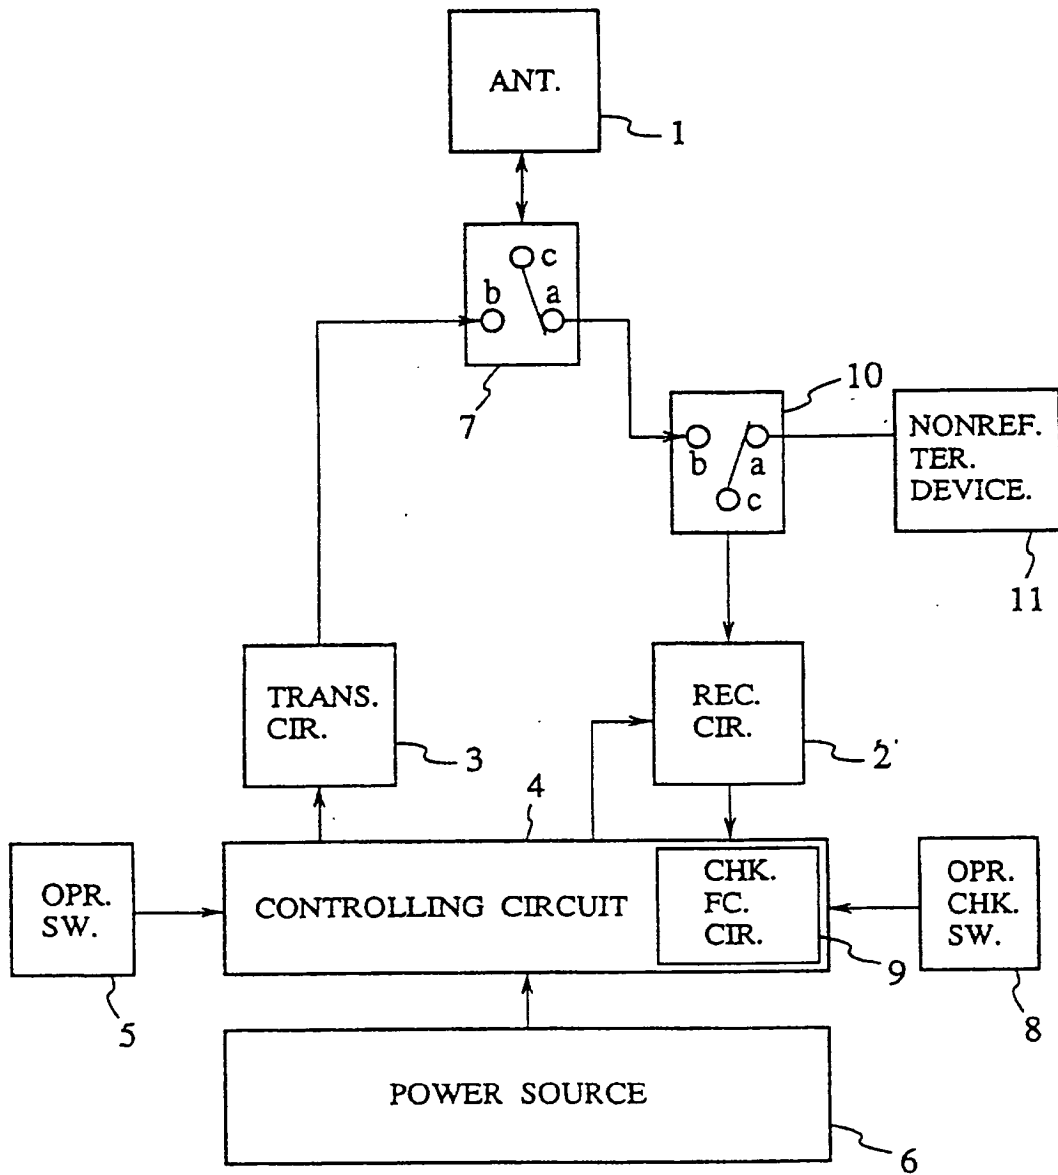 ANT.
1
c
b
a
7
10
b
a
c
NONREF.
TER.
DEVICE.
11
TRANS.
CIR.
3
REC.
CIR.
2
4
OPR.
SW.
5
CONTROLLING CIRCUIT
CHK.
FC.
CIR.
9
OPR.
CHK.
SW.
8
POWER SOURCE
6